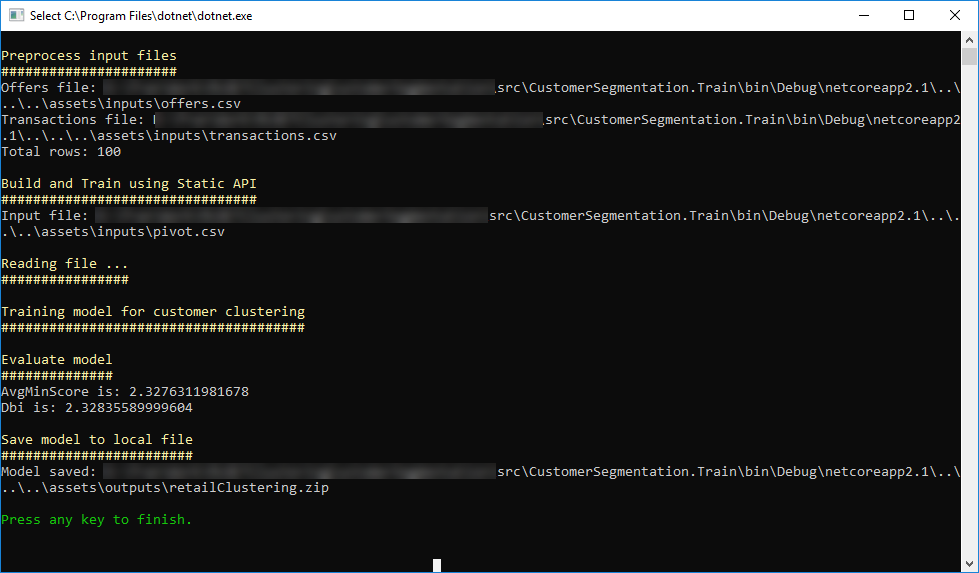 Select C:\Program Files\dotnet\dotnet.exe
Preprocess input files
######################
Offers file: src\CustomerSegmentation.Train\bin\Debug\netcoreapp2.1\..\
..\..\assets\inputs\offers.csv
Transactions file: \src\CustomerSegmentation.Train\bin\Debug\netcoreapp2
.1\..\..\..\assets\inputs\transactions.csv
Total rows: 100
Build and Train using Static API
################################
Input file: src\CustomerSegmentation.Train\bin\Debug\netcoreapp2.1\..\.
.\..\assets\inputs\pivot.csv
Reading file ...
################
Training model for customer clustering
######################################
Evaluate model
##############
AvgMinScore is: 2.3276311981678
Dbi is: 2.32835589999604
Save model to local file
########################
Model saved: src\CustomerSegmentation.Train\bin\Debug\netcoreapp2.1\..\
..\..\assets\outputs\retailClustering.zip
Press any key to finish.